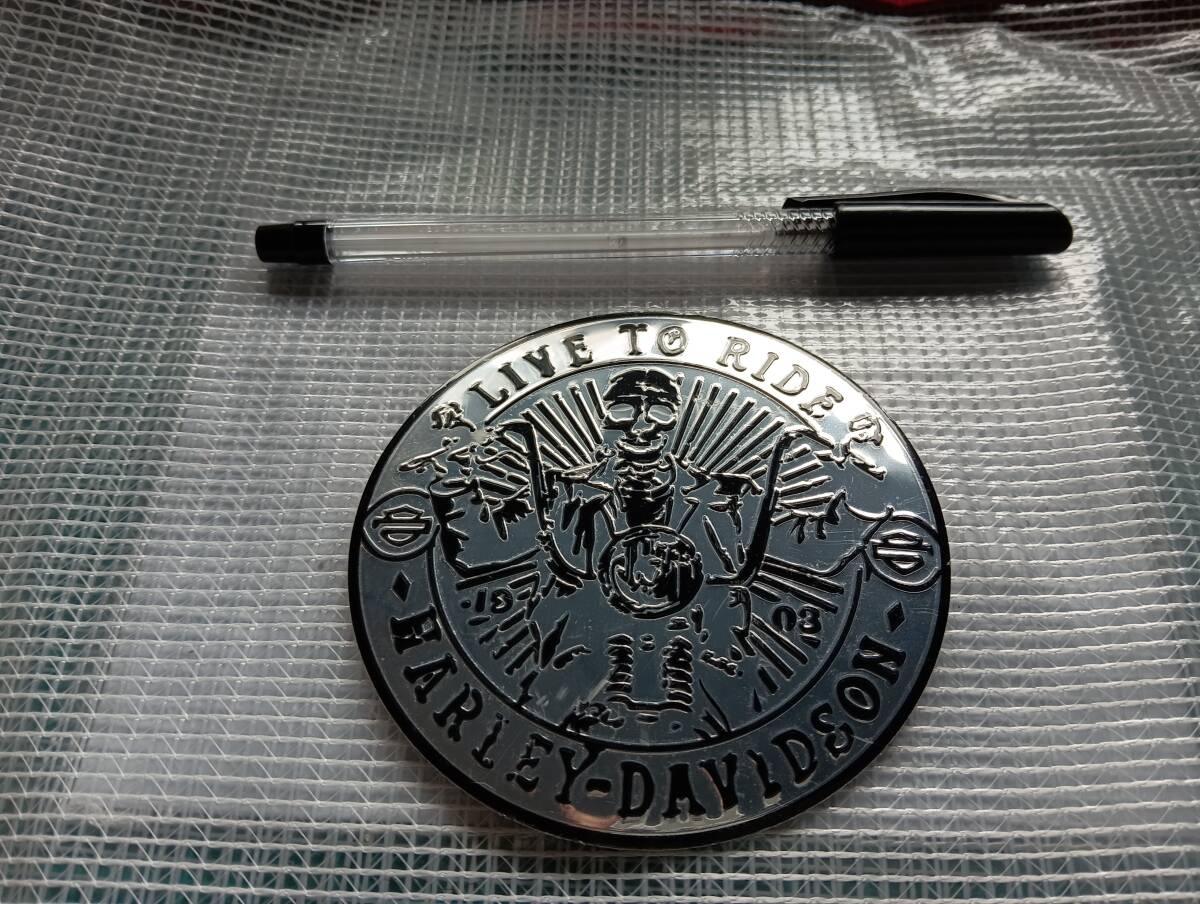 LIVE TO RIDE
19 03
HARLEY-DAVIDSON